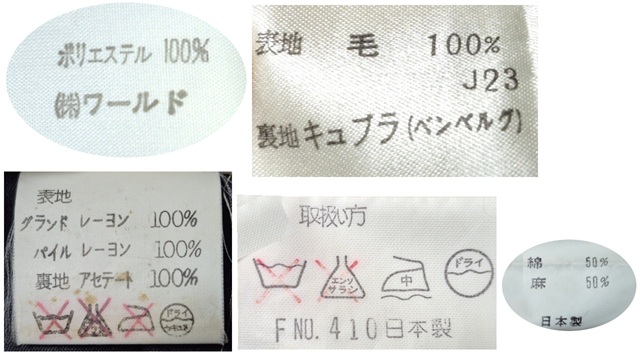 ポリエステル 100%
㈱ワールド
表地 毛 100%
J23
裏地 キュプラ(ベンベルグ)
表地
グランド レーヨン 100%
パイル レーヨン 100%
裏地 アセテート 100%
ドライ
取扱い方
エンソ
サラシ
中
ドライ
F NO. 410 日本製
綿 50%
麻 50%
日本製